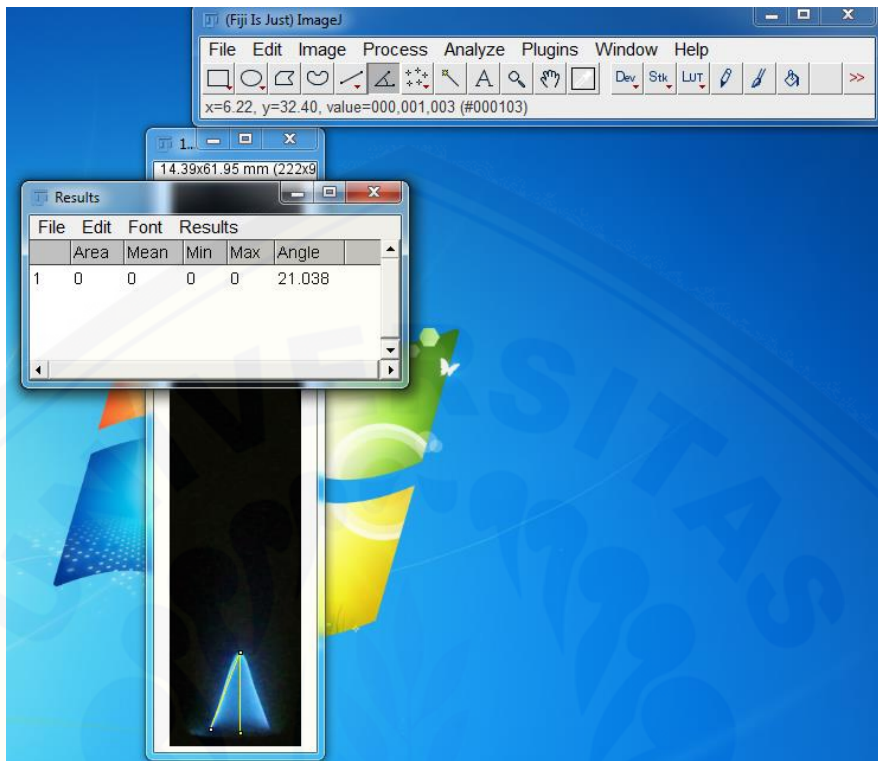 (Fiji Is Just) ImageJ
File Edit Image Process Analyze Plugins Window Help
A Dev Stk LUT >>
x=6.22, y=32.40, value=000,001,003 (#000103)
1...
14.39x61.95 mm (222x9
Results
File Edit Font Results
Area Mean Min Max Angle
1 0 0 0 0 21.038
UNIVERSITAS